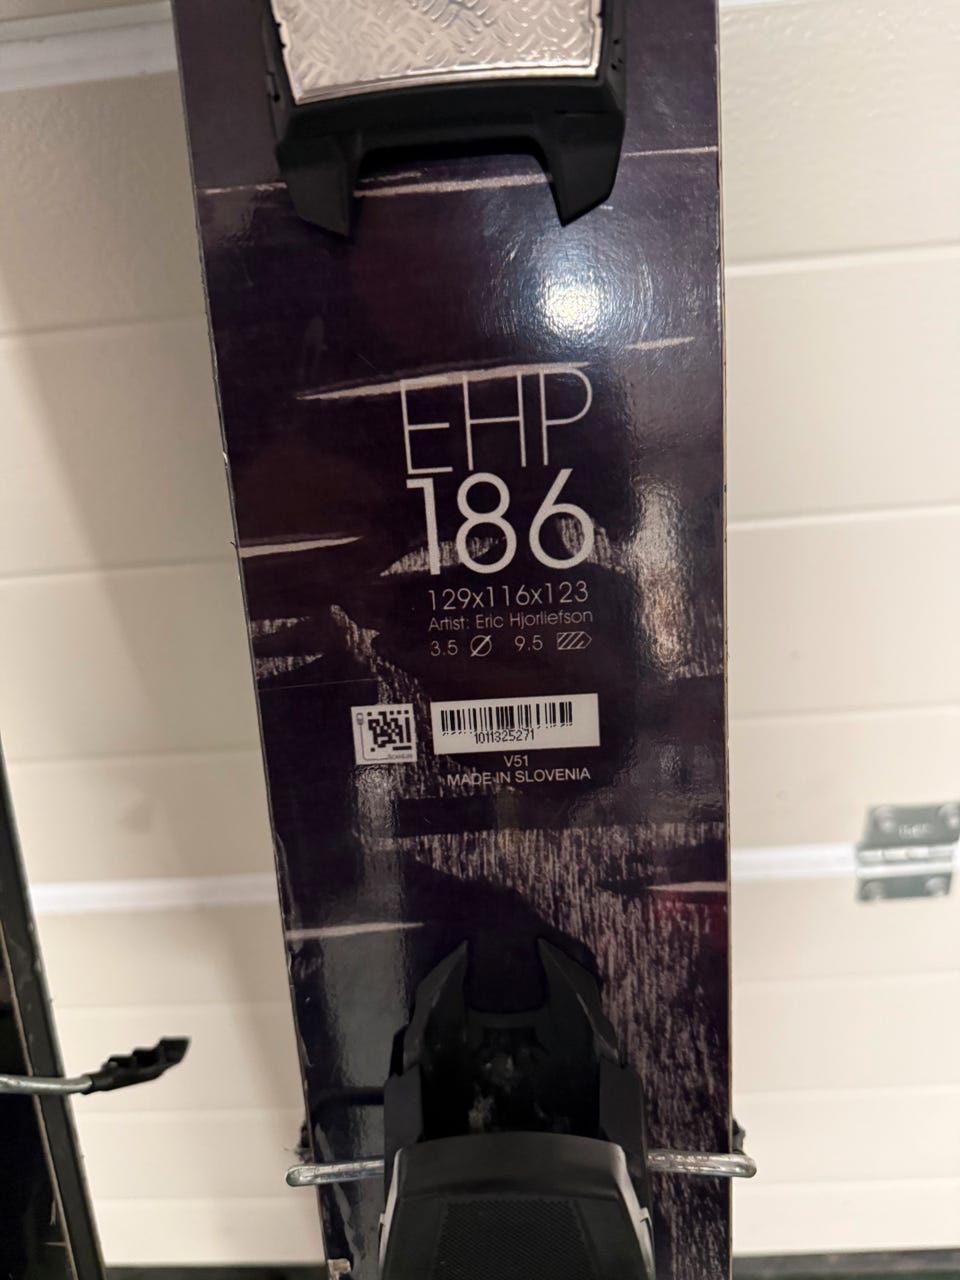 EHP
186
129x116x123
Artist: Eric Hjorliefson
3.5 9.5
1011325271
V51
MADE IN SLOVENIA